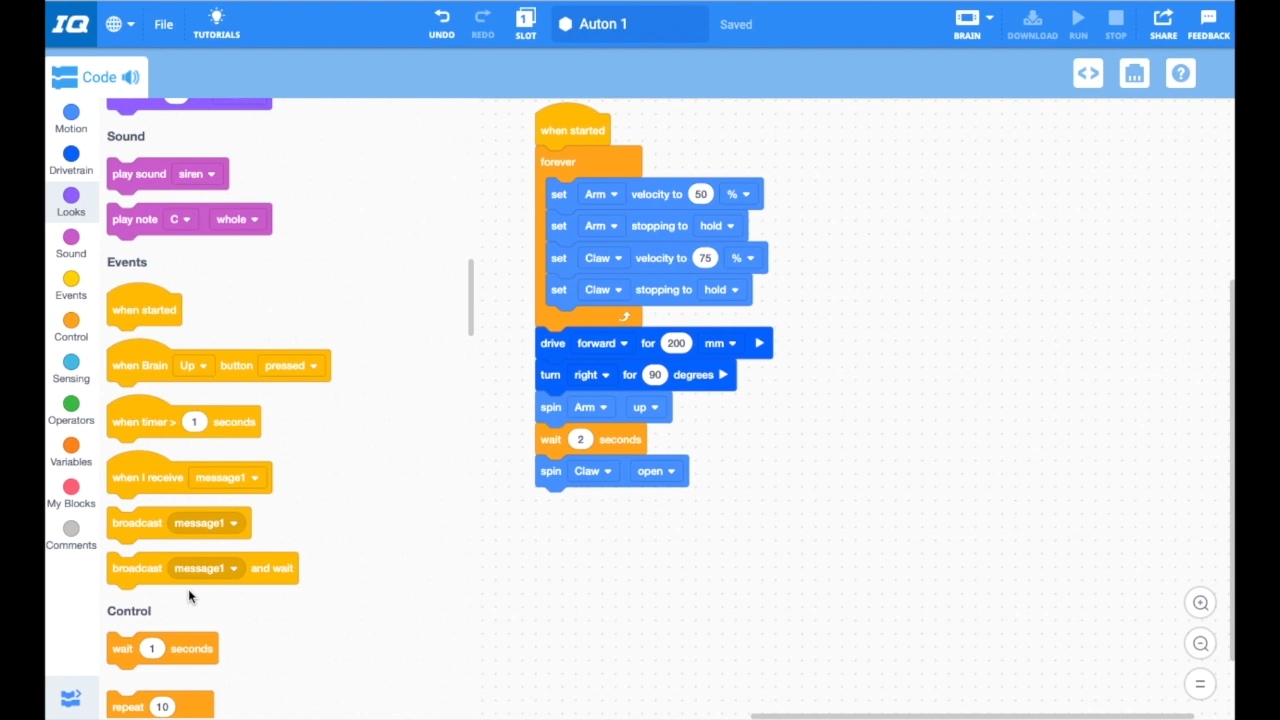 IQ
File
TUTORIALS
UNDO
REDO
1
SLOT
Auton 1
Saved
BRAIN
DOWNLOAD
RUN
STOP
SHARE
FEEDBACK
Code
Motion
Drivetrain
Looks
Sound
Events
Control
Sensing
Operators
Variables
My Blocks
Comments
Sound
play sound siren
play note C whole
Events
when started
when Brain Up button pressed
when timer > 1 seconds
when I receive message1
broadcast message1
broadcast message1 and wait
Control
wait 1 seconds
repeat 10
when started
forever
set Arm velocity to 50 %
set Arm stopping to hold
set Claw velocity to 75 %
set Claw stopping to hold
drive forward for 200 mm
turn right for 90 degrees
spin Arm up
wait 2 seconds
spin Claw open